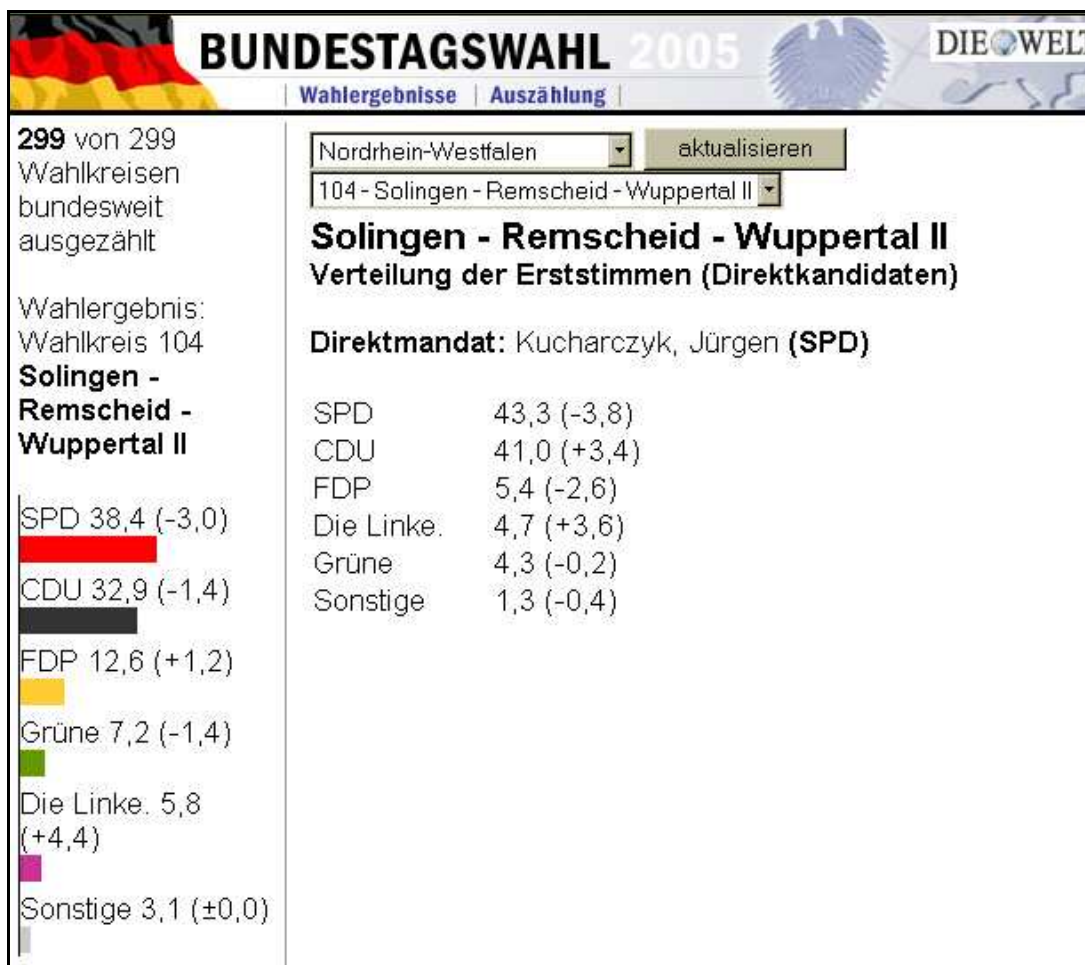 BUNDESTAGSWAHL 2005
DIE WELT
| Wahlergebnisse | Auszählung |
299 von 299
Wahlkreisen
bundesweit
ausgezählt
Wahlergebnis:
Wahlkreis 104
Solingen -
Remscheid -
Wuppertal II
SPD 38,4 (-3,0)
CDU 32,9 (-1,4)
FDP 12,6 (+1,2)
Grüne 7,2 (-1,4)
Die Linke. 5,8
(+4,4)
Sonstige 3,1 (±0,0)
Nordrhein-Westfalen
aktualisieren
104 - Solingen - Remscheid - Wuppertal II
Solingen - Remscheid - Wuppertal II
Verteilung der Erststimmen (Direktkandidaten)
Direktmandat: Kucharczyk, Jürgen (SPD)
SPD 43,3 (-3,8)
CDU 41,0 (+3,4)
FDP 5,4 (-2,6)
Die Linke. 4,7 (+3,6)
Grüne 4,3 (-0,2)
Sonstige 1,3 (-0,4)